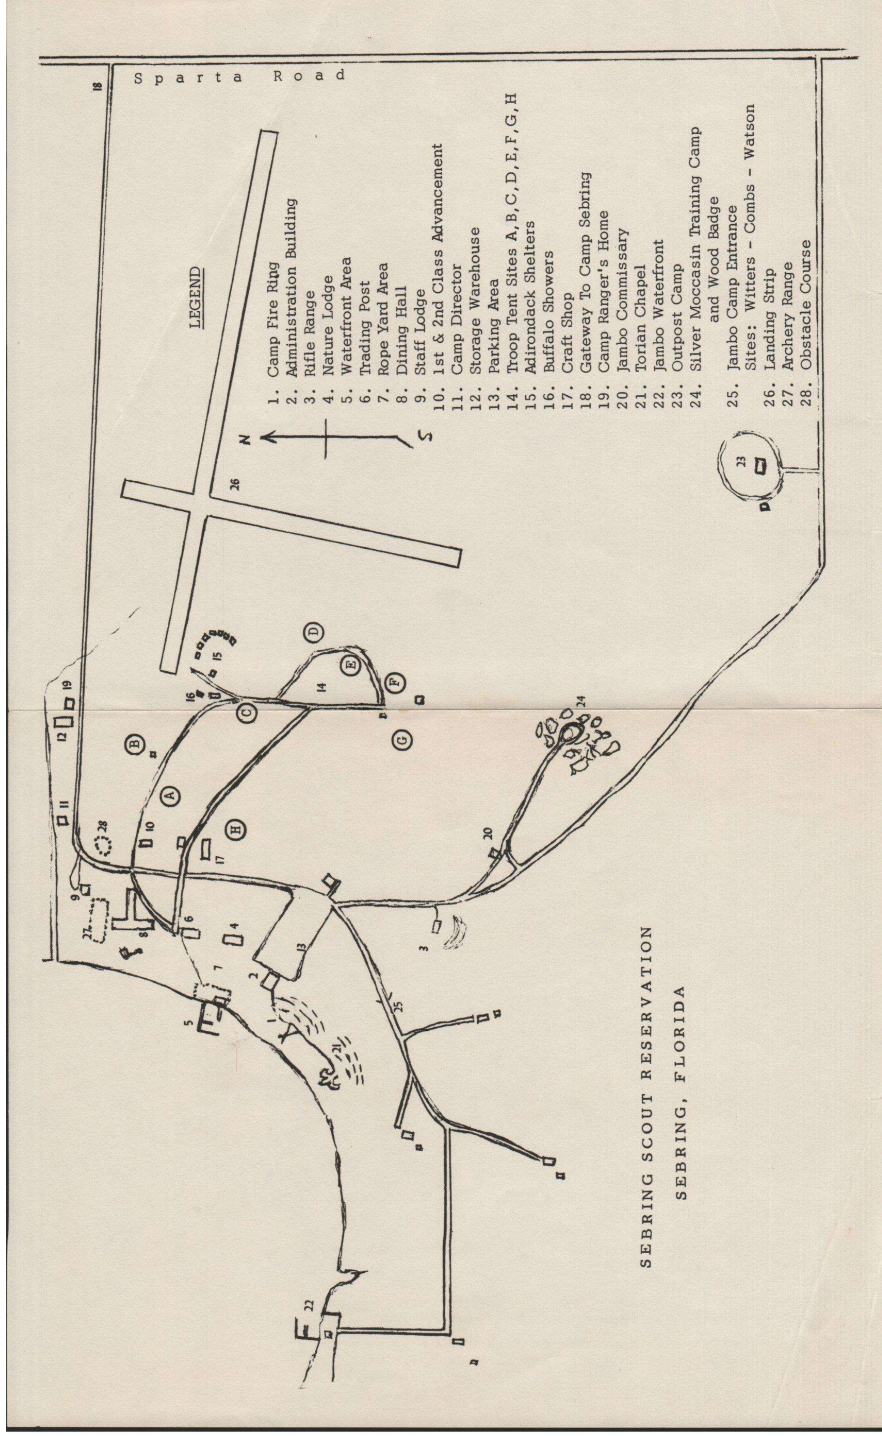 Sparta Road
LEGEND
1. Camp Fire Ring
2. Administration Building
3. Rifle Range
4. Nature Lodge
5. Waterfront Area
6. Trading Post
7. Rope Yard Area
8. Dining Hall
9. Staff Lodge
10. 1st & 2nd Class Advancement
11. Camp Director
12. Storage Warehouse
13. Parking Area
14. Troop Tent Sites A,B,C,D,E,F,G,H
15. Adirondack Shelters
16. Buffalo Showers
17. Craft Shop
18. Gateway To Camp Sebring
19. Camp Ranger's Home
20. Jambo Commissary
21. Torian Chapel
22. Jambo Waterfront
23. Outpost Camp
24. Silver Moccasin Training Camp
and Wood Badge
25. Jambo Camp Entrance
Sites: Witters - Combs - Watson
26. Landing Strip
27. Archery Range
28. Obstacle Course
N
S
18
26
23
19
12
11
16
15
14
B
C
D
E
F
G
A
H
28
10
17
9
27
8
6
4
7
5
2
13
1
21
3
20
24
25
22
SEBRING SCOUT RESERVATION
SEBRING, FLORIDA